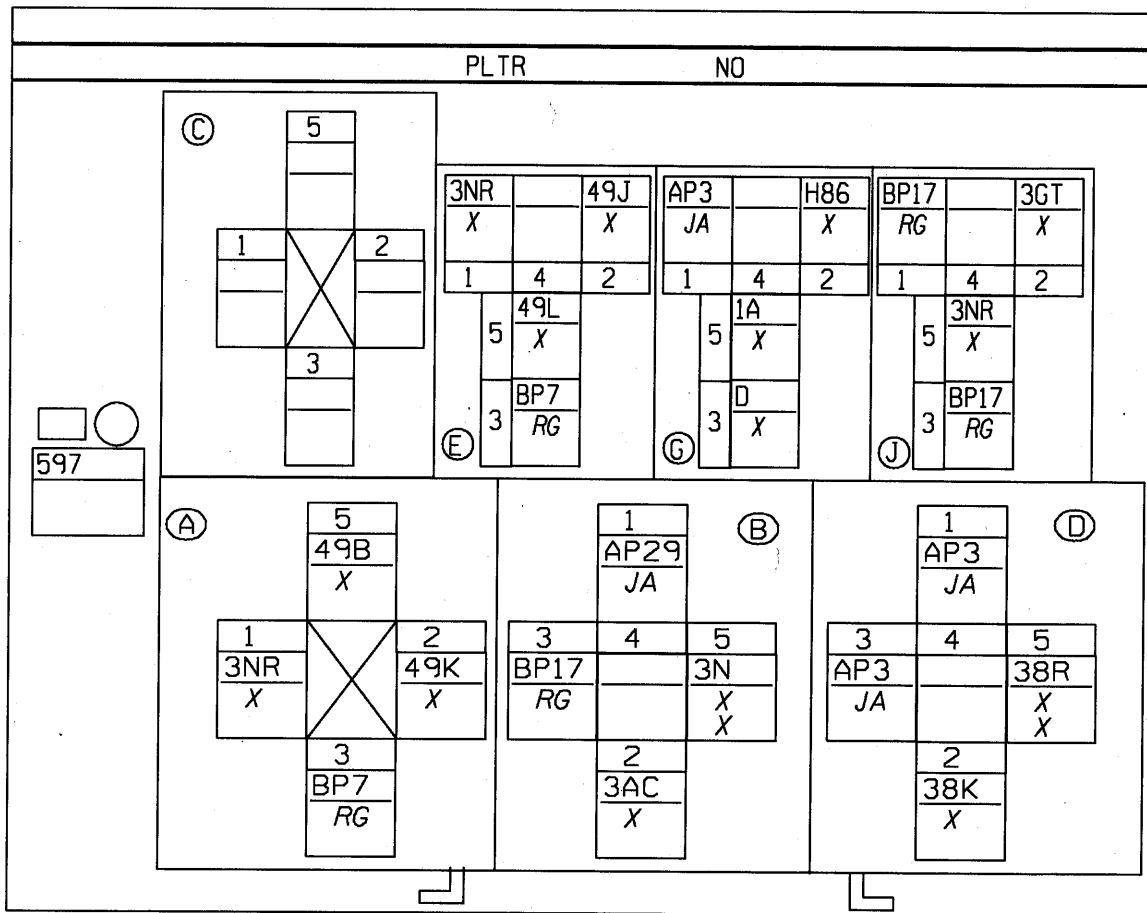 PLTR NO
C
5
1 2
3
3NR 49J
X X
1 4 2
5 49L
X
3 BP7
RG
E
AP3 H86
JA X
1 4 2
5 1A
X
3 D
X
G
BP17 3GT
RG X
1 4 2
5 3NR
X
3 BP17
RG
J
597
A
5
49B
X
1 2
3NR 49K
X X
3
BP7
RG
B
1
AP29
JA
3 4 5
BP17 3N
RG X
X
2
3AC
X
D
1
AP3
JA
3 4 5
AP3 38R
JA X
X
2
38K
X